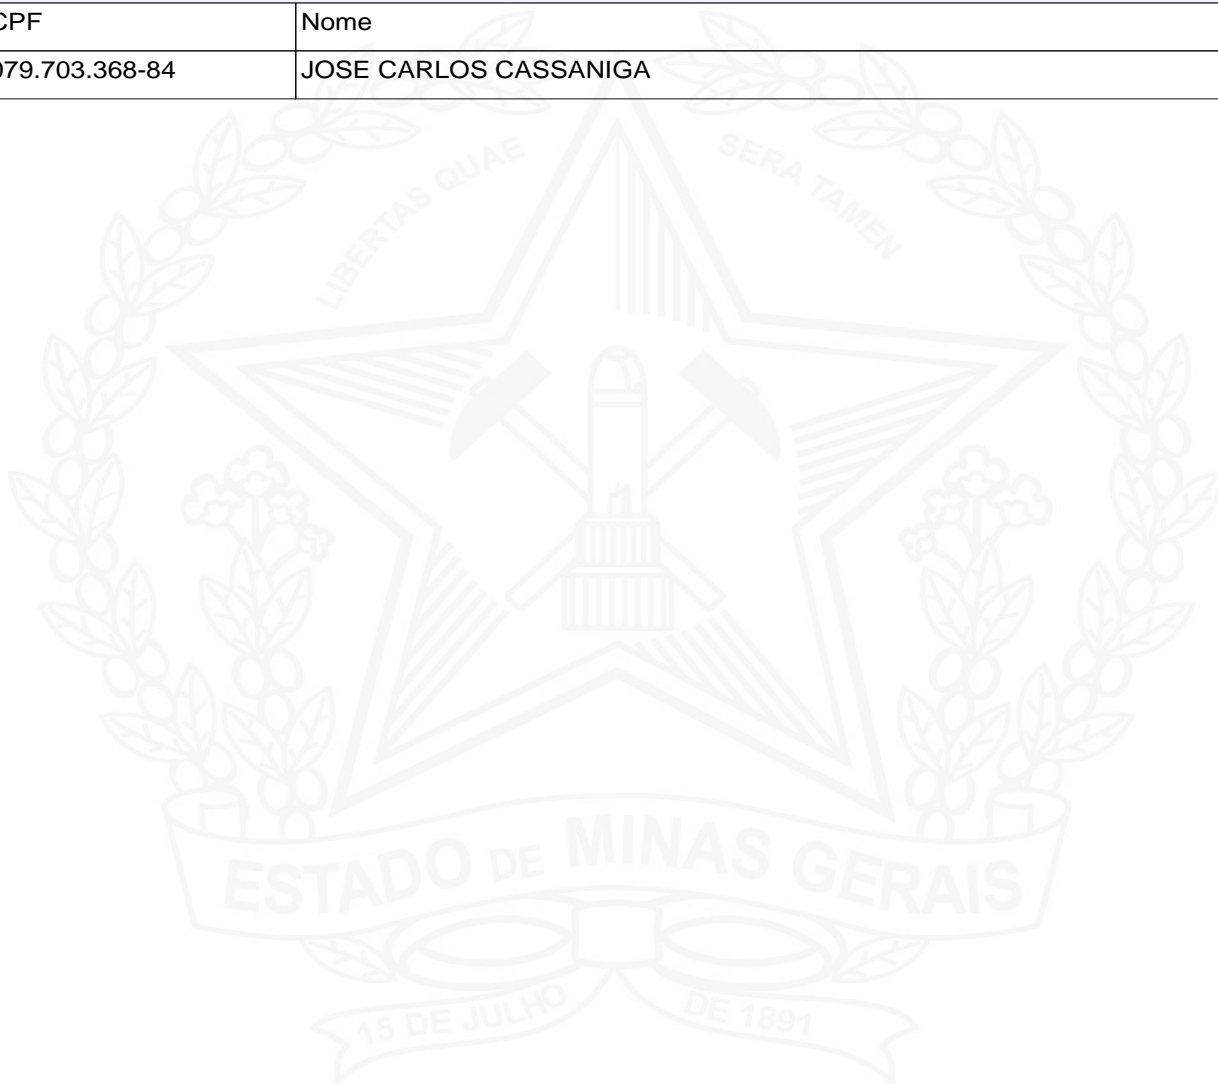 CPF Nome
079.703.368-84 JOSE CARLOS CASSANIGA
LIBERTAS QUAE SERA TAMEN
ESTADO DE MINAS GERAIS
15 DE JULHO DE 1891